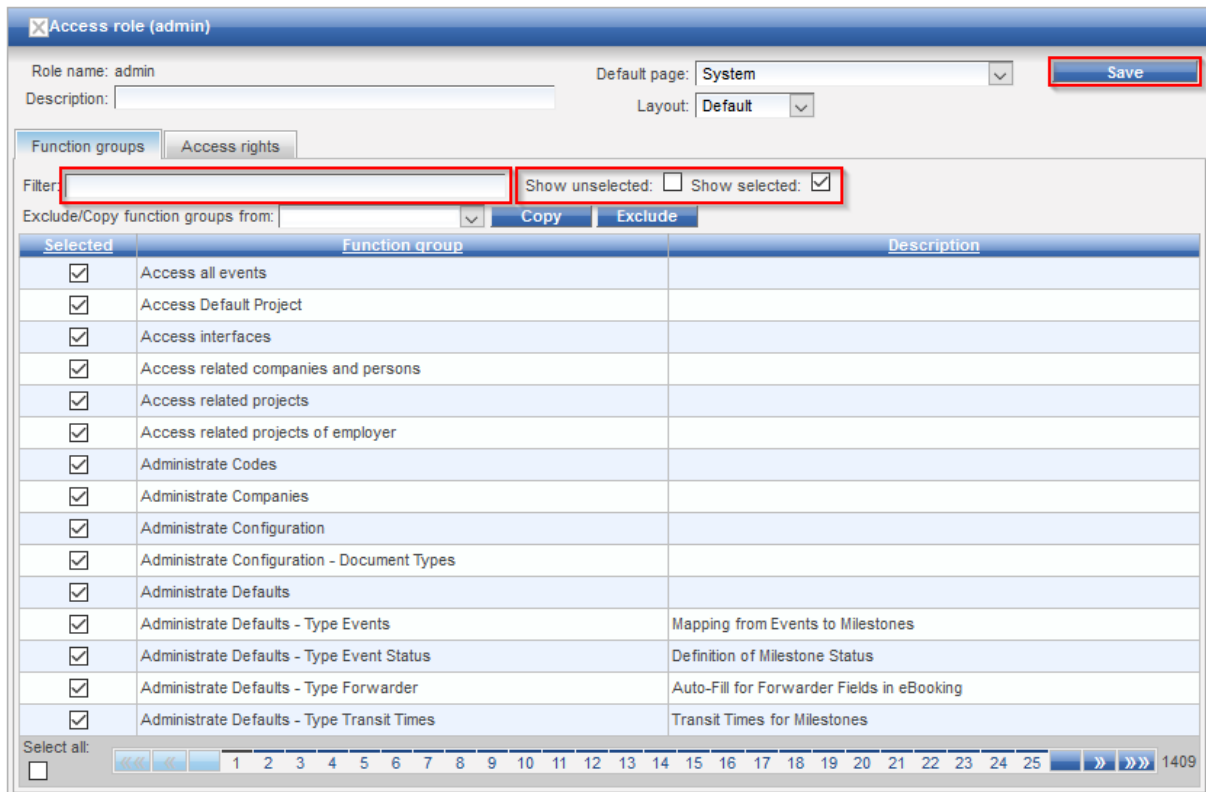 Access role (admin)
Role name: admin
Default page: System
Save
Description:
Layout: Default
Function groups Access rights
Filter: Show unselected: Show selected:
Exclude/Copy function groups from: Copy Exclude
Selected Function group Description
Access all events
Access Default Project
Access interfaces
Access related companies and persons
Access related projects
Access related projects of employer
Administrate Codes
Administrate Companies
Administrate Configuration
Administrate Configuration - Document Types
Administrate Defaults
Administrate Defaults - Type Events Mapping from Events to Milestones
Administrate Defaults - Type Event Status Definition of Milestone Status
Administrate Defaults - Type Forwarder Auto-Fill for Forwarder Fields in eBooking
Administrate Defaults - Type Transit Times Transit Times for Milestones
Select all:
«« « 1 2 3 4 5 6 7 8 9 10 11 12 13 14 15 16 17 18 19 20 21 22 23 24 25 » »» 1409